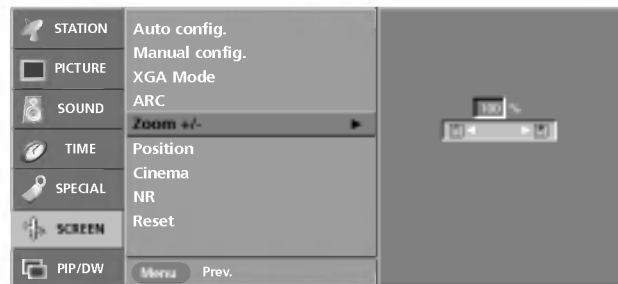 STATION
PICTURE
SOUND
TIME
SPECIAL
SCREEN
PIP/DW
Auto config.
Manual config.
XGA Mode
ARC
Zoom +/-
Position
Cinema
NR
Reset
Menu Prev.
100 %